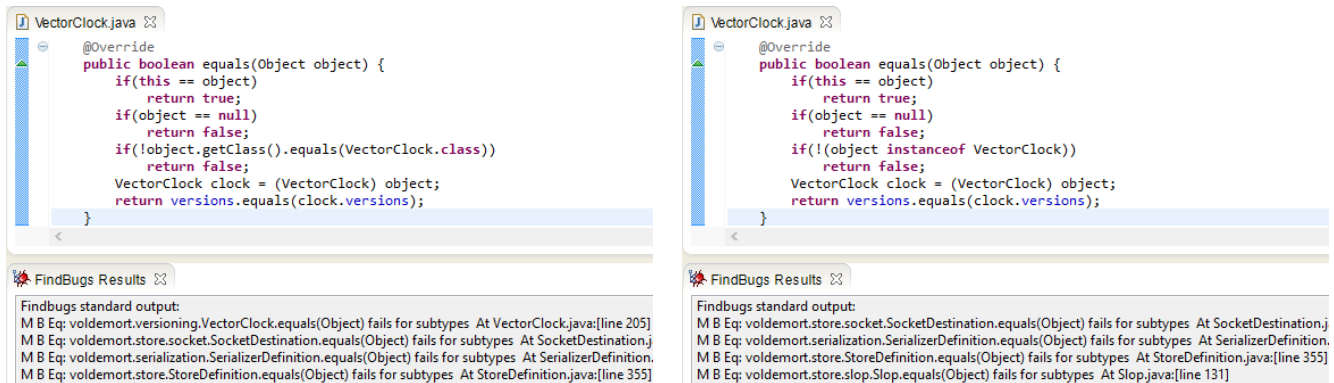 VectorClock.java
@Override
public boolean equals(Object object) {
if(this == object)
return true;
if(object == null)
return false;
if(!object.getClass().equals(VectorClock.class))
return false;
VectorClock clock = (VectorClock) object;
return versions.equals(clock.versions);
}
FindBugs Results
Findbugs standard output:
M B Eq: voldemort.versioning.VectorClock.equals(Object) fails for subtypes At VectorClock.java:[line 205]
M B Eq: voldemort.store.socket.SocketDestination.equals(Object) fails for subtypes At SocketDestination.j
M B Eq: voldemort.serialization.SerializerDefinition.equals(Object) fails for subtypes At SerializerDefinition.
M B Eq: voldemort.store.StoreDefinition.equals(Object) fails for subtypes At StoreDefinition.java:[line 355]
VectorClock.java
@Override
public boolean equals(Object object) {
if(this == object)
return true;
if(object == null)
return false;
if(!(object instanceof VectorClock))
return false;
VectorClock clock = (VectorClock) object;
return versions.equals(clock.versions);
}
FindBugs Results
Findbugs standard output:
M B Eq: voldemort.store.socket.SocketDestination.equals(Object) fails for subtypes At SocketDestination.j
M B Eq: voldemort.serialization.SerializerDefinition.equals(Object) fails for subtypes At SerializerDefinition.
M B Eq: voldemort.store.StoreDefinition.equals(Object) fails for subtypes At StoreDefinition.java:[line 355]
M B Eq: voldemort.store.slop.Slop.equals(Object) fails for subtypes At Slop.java:[line 131]